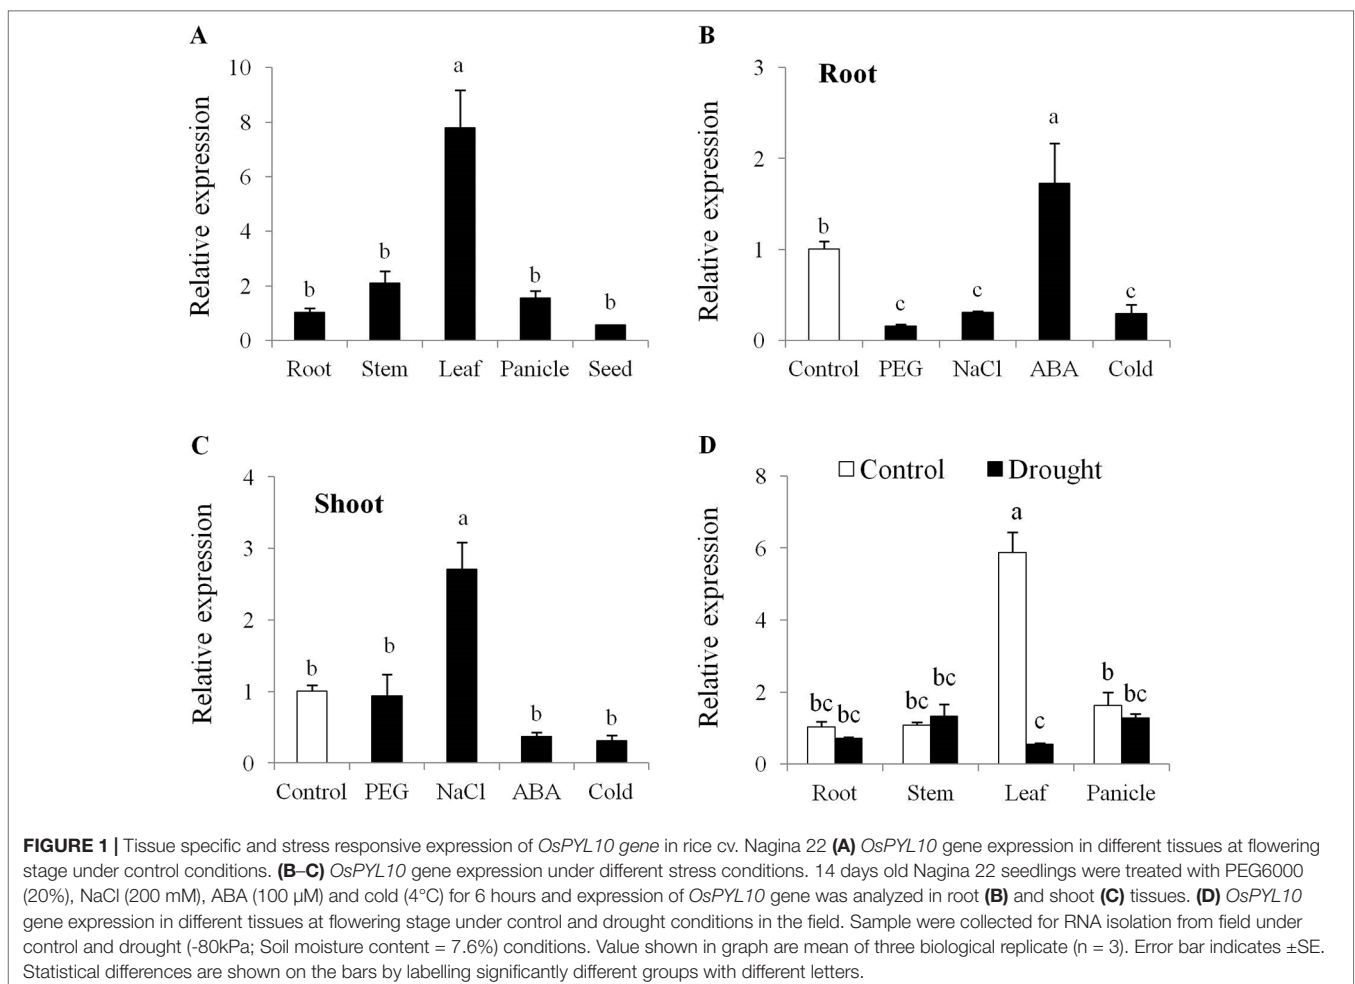 A
Relative expression
10
8
6
4
2
0
a
b
b
b
b
Root Stem Leaf Panicle Seed
B
Root
Relative expression
3
2
1
0
b
c
c
a
c
Control PEG NaCl ABA Cold
C
Shoot
Relative expression
4
3
2
1
0
b
b
a
b
b
Control PEG NaCl ABA Cold
D
Control Drought
Relative expression
8
6
4
2
0
bc bc
bc bc
a c
b bc
Root Stem Leaf Panicle
FIGURE 1 | Tissue specific and stress responsive expression of OsPYL10 gene in rice cv. Nagina 22 (A) OsPYL10 gene expression in different tissues at flowering
stage under control conditions. (B–C) OsPYL10 gene expression under different stress conditions. 14 days old Nagina 22 seedlings were treated with PEG6000
(20%), NaCl (200 mM), ABA (100 µM) and cold (4°C) for 6 hours and expression of OsPYL10 gene was analyzed in root (B) and shoot (C) tissues. (D) OsPYL10
gene expression in different tissues at flowering stage under control and drought conditions in the field. Sample were collected for RNA isolation from field under
control and drought (-80kPa; Soil moisture content = 7.6%) conditions. Value shown in graph are mean of three biological replicate (n = 3). Error bar indicates ±SE.
Statistical differences are shown on the bars by labelling significantly different groups with different letters.